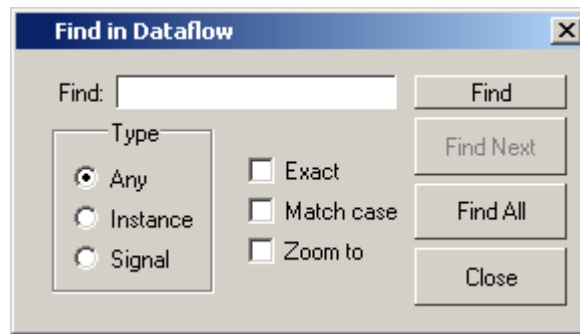 Find in Dataflow
Find:
Find
Type
Find Next
Any
Exact
Instance
Match case
Find All
Signal
Zoom to
Close